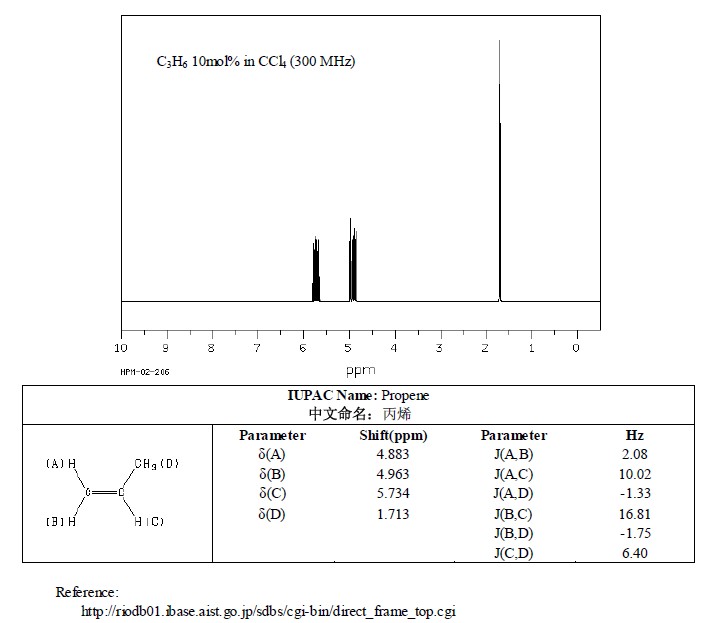 C3H6 10mol% in CCl4 (300 MHz)
10 9 8 7 6 5 4 3 2 1 0
HPM-02-206
ppm
IUPAC Name: Propene
中文命名：丙烯
Parameter Shift(ppm) Parameter Hz
δ(A) 4.883 J(A,B) 2.08
δ(B) 4.963 J(A,C) 10.02
δ(C) 5.734 J(A,D) -1.33
δ(D) 1.713 J(B,C) 16.81
J(B,D) -1.75
J(C,D) 6.40
(A)H CH3(D)
C C
(B)H H(C)
Reference:
http://riodb01.ibase.aist.go.jp/sdbs/cgi-bin/direct_frame_top.cgi